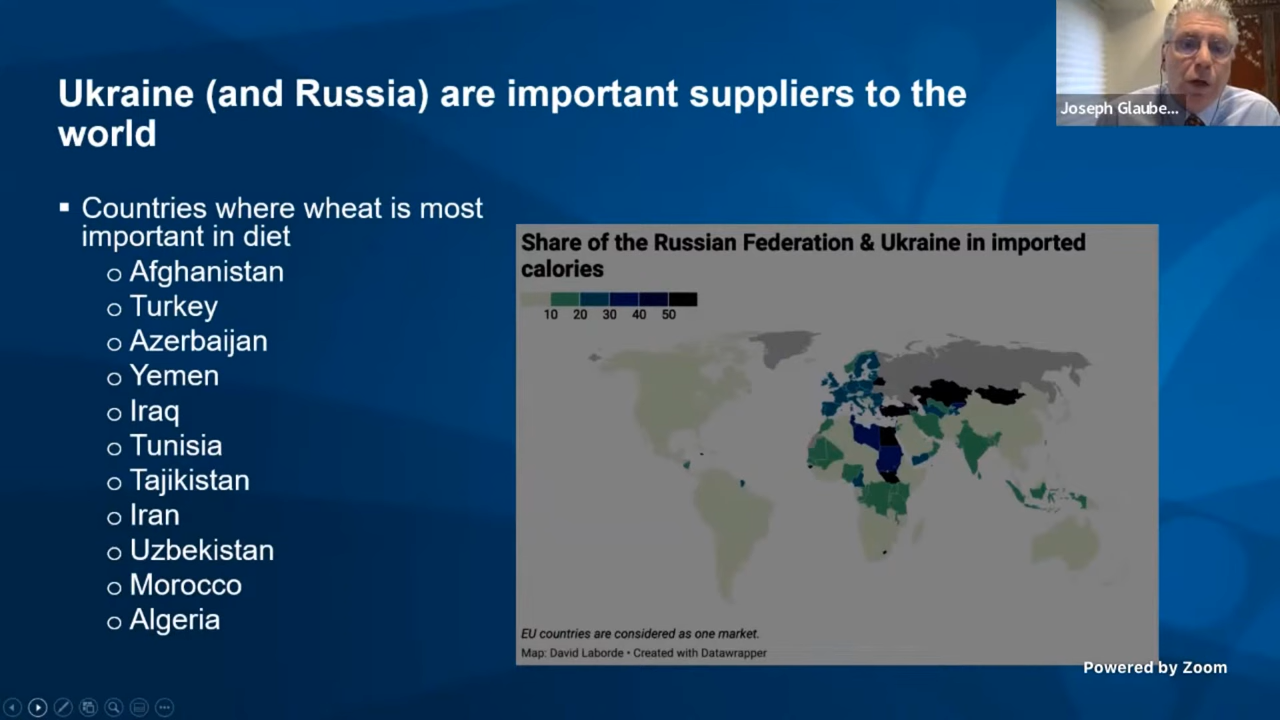 Ukraine (and Russia) are important suppliers to the
world
Joseph Glaube...
Countries where wheat is most
important in diet
Afghanistan
Turkey
Azerbaijan
Yemen
Iraq
Tunisia
Tajikistan
Iran
Uzbekistan
Morocco
Algeria
Share of the Russian Federation & Ukraine in imported
calories
10 20 30 40 50
EU countries are considered as one market.
Map: David Laborde • Created with Datawrapper
Powered by Zoom